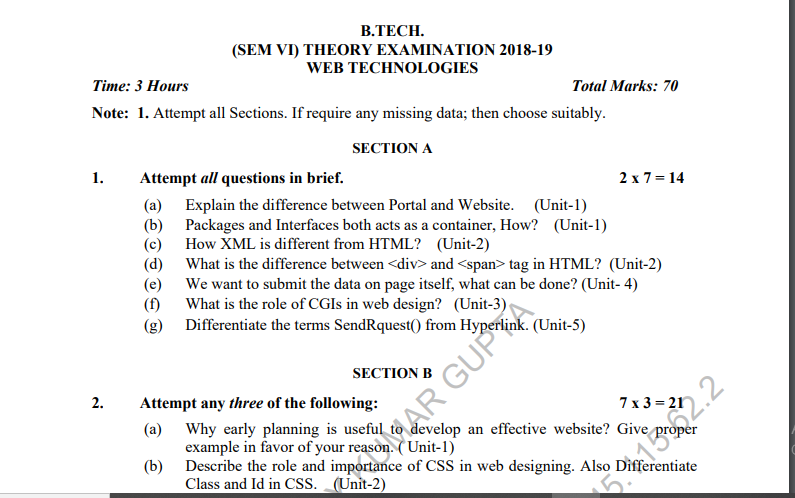 B.TECH.
(SEM VI) THEORY EXAMINATION 2018-19
WEB TECHNOLOGIES
Time: 3 Hours Total Marks: 70
Note: 1. Attempt all Sections. If require any missing data; then choose suitably.
SECTION A
1. Attempt all questions in brief. 2 x 7 = 14
(a) Explain the difference between Portal and Website. (Unit-1)
(b) Packages and Interfaces both acts as a container, How? (Unit-1)
(c) How XML is different from HTML? (Unit-2)
(d) What is the difference between <div> and <span> tag in HTML? (Unit-2)
(e) We want to submit the data on page itself, what can be done? (Unit- 4)
(f) What is the role of CGIs in web design? (Unit-3)
(g) Differentiate the terms SendRquest() from Hyperlink. (Unit-5)
SECTION B
2. Attempt any three of the following: 7 x 3 = 21
(a) Why early planning is useful to develop an effective website? Give proper
example in favor of your reason. ( Unit-1)
(b) Describe the role and importance of CSS in web designing. Also Differentiate
Class and Id in CSS. (Unit-2)
KUMAR GUPTA
5.115.62.2